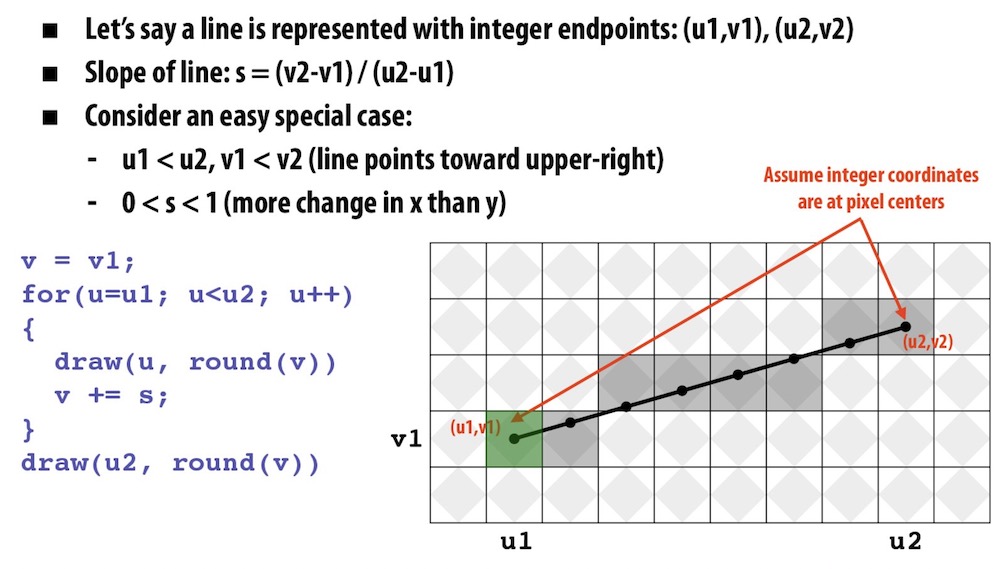 ■ Let's say a line is represented with integer endpoints: (u1,v1), (u2,v2)
■ Slope of line: s = (v2-v1) / (u2-u1)
■ Consider an easy special case:
- u1 < u2, v1 < v2 (line points toward upper-right)
- 0 < s < 1 (more change in x than y)
Assume integer coordinates
are at pixel centers
v = v1;
for(u=u1; u<u2; u++)
{
draw(u, round(v))
v += s;
}
draw(u2, round(v))
(u2,v2)
(u1,v1)
v1
u1
u2